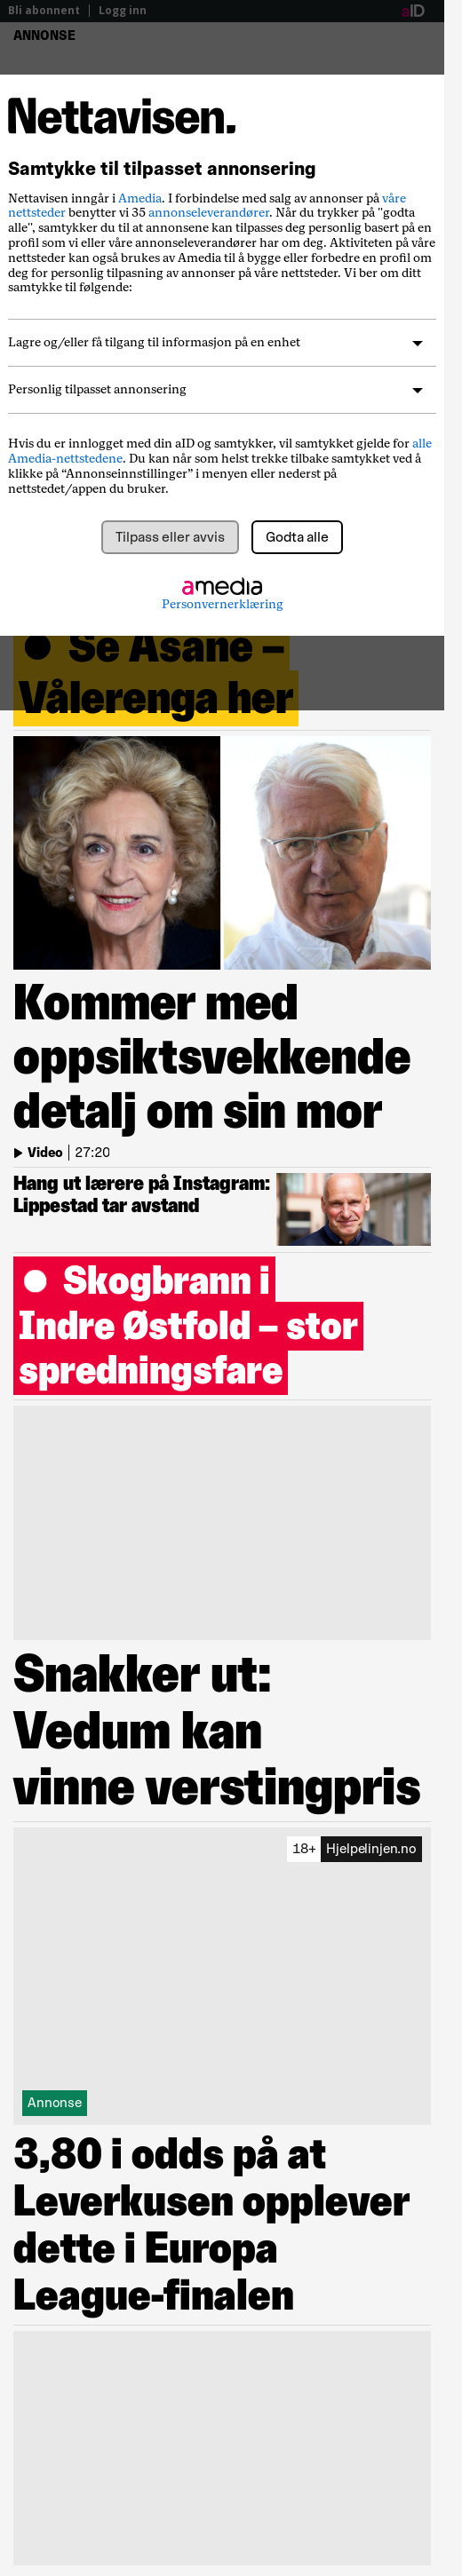 Bli abonnent
Logg inn
aID
ANNONSE
Nettavisen.
Samtykke til tilpasset annonsering
Nettavisen inngår i Amedia. I forbindelse med salg av annonser på våre
nettsteder benytter vi 35 annonseleverandører. Når du trykker på "godta
alle", samtykker du til at annonsene kan tilpasses deg personlig basert på en
profil som vi eller våre annonseleverandører har om deg. Aktiviteten på våre
nettsteder kan også brukes av Amedia til å bygge eller forbedre en profil om
deg for personlig tilpasning av annonser på våre nettsteder. Vi ber om ditt
samtykke til følgende:
Lagre og/eller få tilgang til informasjon på en enhet
Personlig tilpasset annonsering
Hvis du er innlogget med din aID og samtykker, vil samtykket gjelde for alle
Amedia-nettstedene. Du kan når som helst trekke tilbake samtykket ved å
klikke på “Annonseinnstillinger” i menyen eller nederst på
nettstedet/appen du bruker.
Tilpass eller avvis
Godta alle
amedia
Personvernerklæring
Se Åsane –
Vålerenga her
Kommer med
oppsiktsvekkende
detalj om sin mor
Video 27:20
Hang ut lærere på Instagram:
Lippestad tar avstand
Skogbrann i
Indre Østfold – stor
spredningsfare
Snakker ut:
Vedum kan
vinne verstingpris
18+ Hjelpelinjen.no
Annonse
3,80 i odds på at
Leverkusen opplever
dette i Europa
League-finalen